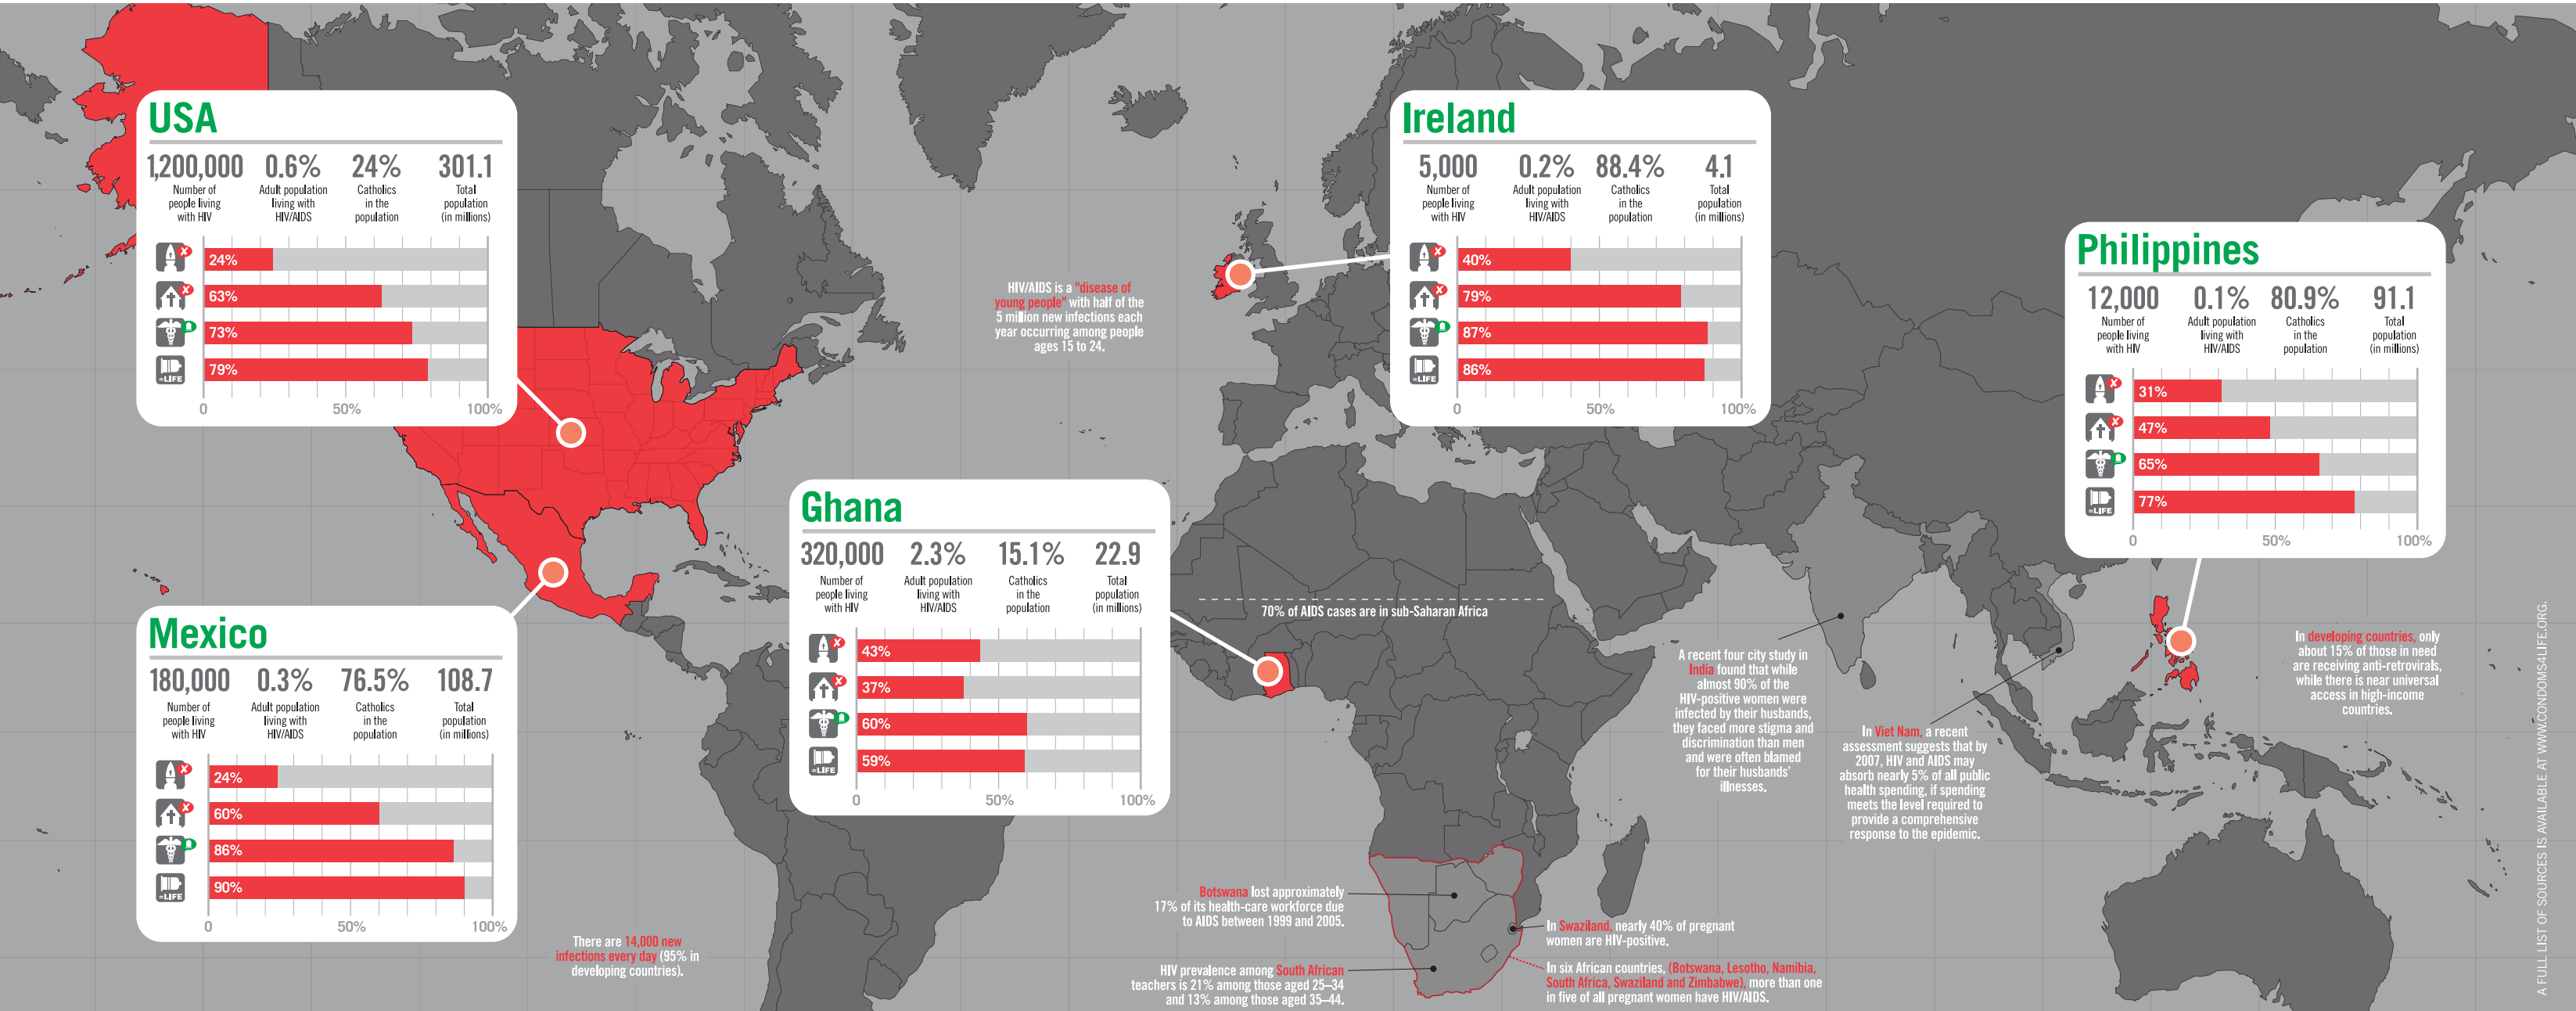 USA
1,200,000 0.6% 24% 301.1
Number of people living with HIV
Adult population living with HIV/AIDS
Catholics in the population
Total population (in millions)
24%
63%
73%
=LIFE 79%
0 50% 100%
Mexico
180,000 0.3% 76.5% 108.7
Number of people living with HIV
Adult population living with HIV/AIDS
Catholics in the population
Total population (in millions)
24%
60%
86%
=LIFE 90%
0 50% 100%
There are 14,000 new
infections every day (95% in
developing countries).
HIV/AIDS is a "disease of
young people" with half of the
5 million new infections each
year occurring among people
ages 15 to 24.
Ghana
320,000 2.3% 15.1% 22.9
Number of people living with HIV
Adult population living with HIV/AIDS
Catholics in the population
Total population (in millions)
43%
37%
60%
=LIFE 59%
0 50% 100%
Ireland
5,000 0.2% 88.4% 4.1
Number of people living with HIV
Adult population living with HIV/AIDS
Catholics in the population
Total population (in millions)
40%
79%
87%
=LIFE 86%
0 50% 100%
70% of AIDS cases are in sub-Saharan Africa
Botswana lost approximately
17% of its health-care workforce due
to AIDS between 1999 and 2005.
HIV prevalence among South African
teachers is 21% among those aged 25–34
and 13% among those aged 35–44.
In Swaziland, nearly 40% of pregnant
women are HIV-positive.
In six African countries, (Botswana, Lesotho, Namibia,
South Africa, Swaziland and Zimbabwe), more than one
in five of all pregnant women have HIV/AIDS.
A recent four city study in
India found that while
almost 90% of the
HIV-positive women were
infected by their husbands,
they faced more stigma and
discrimination than men
and were often blamed
for their husbands'
illnesses.
In Viet Nam, a recent
assessment suggests that by
2007, HIV and AIDS may
absorb nearly 5% of all public
health spending, if spending
meets the level required to
provide a comprehensive
response to the epidemic.
Philippines
12,000 0.1% 80.9% 91.1
Number of people living with HIV
Adult population living with HIV/AIDS
Catholics in the population
Total population (in millions)
31%
47%
65%
=LIFE 77%
0 50% 100%
In developing countries, only
about 15% of those in need
are receiving anti-retrovirals,
while there is near universal
access in high-income
countries.
A FULL LIST OF SOURCES IS AVAILABLE AT WWW.CONDOMS4LIFE.ORG.